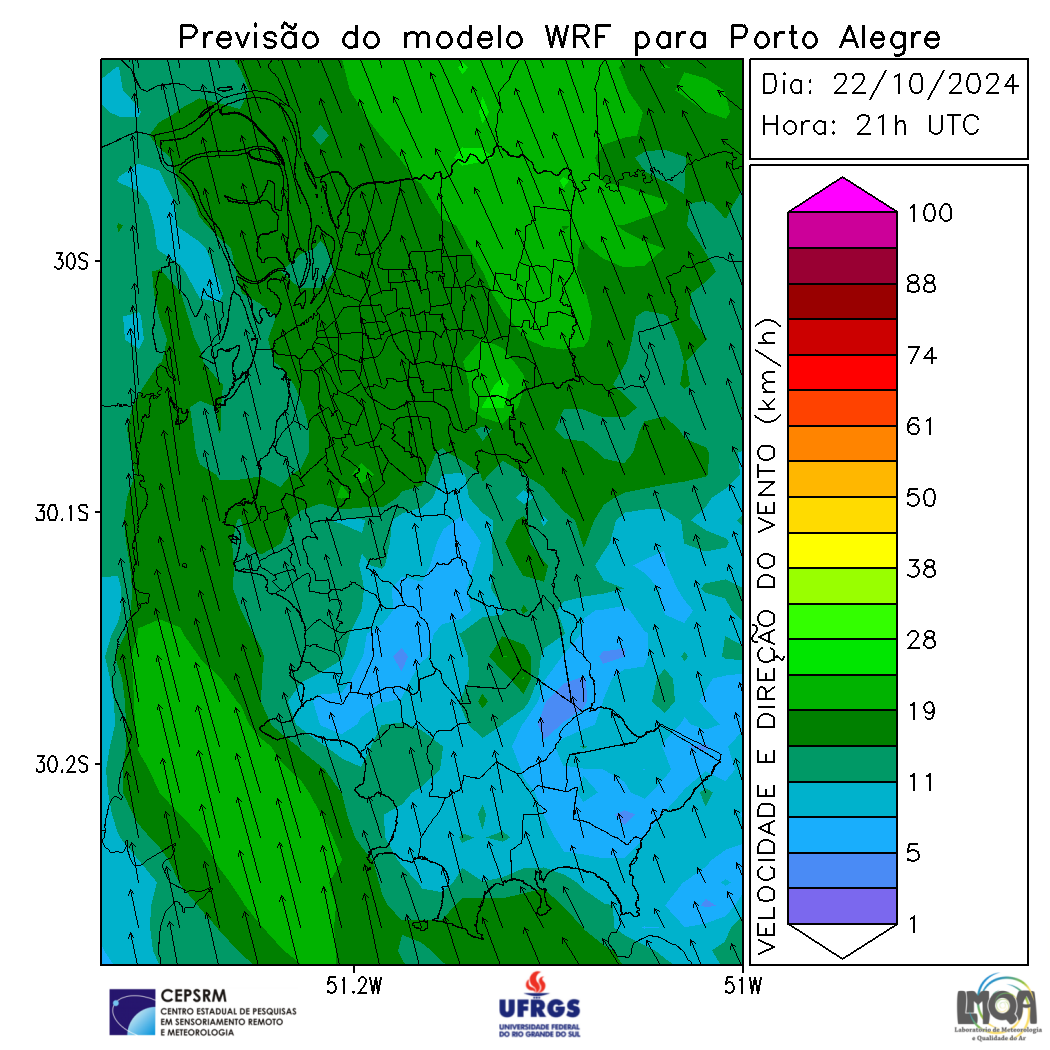 Previsão do modelo WRF para Porto Alegre
Dia: 22/10/2024
Hora: 21h UTC
30S
30.1S
30.2S
51.2W
51W
VELOCIDADE E DIREÇÃO DO VENTO (km/h)
100
88
74
61
50
38
28
19
11
5
1
CEPSRM
CENTRO ESTADUAL DE PESQUISAS
EM SENSORIAMENTO REMOTO
E METEOROLOGIA
UFRGS
UNIVERSIDADE FEDERAL
DO RIO GRANDE DO SUL
LMQA
Laboratório de Meteorologia
e Qualidade do Ar